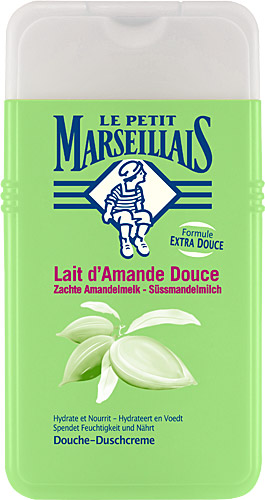 LE PETIT
MARSEILLAIS
Formule
EXTRA DOUCE
Lait d'Amande Douce
Zachte Amandelmelk - Süssmandelmilch
Hydrate et Nourrit - Hydrateert en Voedt
Spendet Feuchtigkeit und Nährt
Douche-Duschcreme